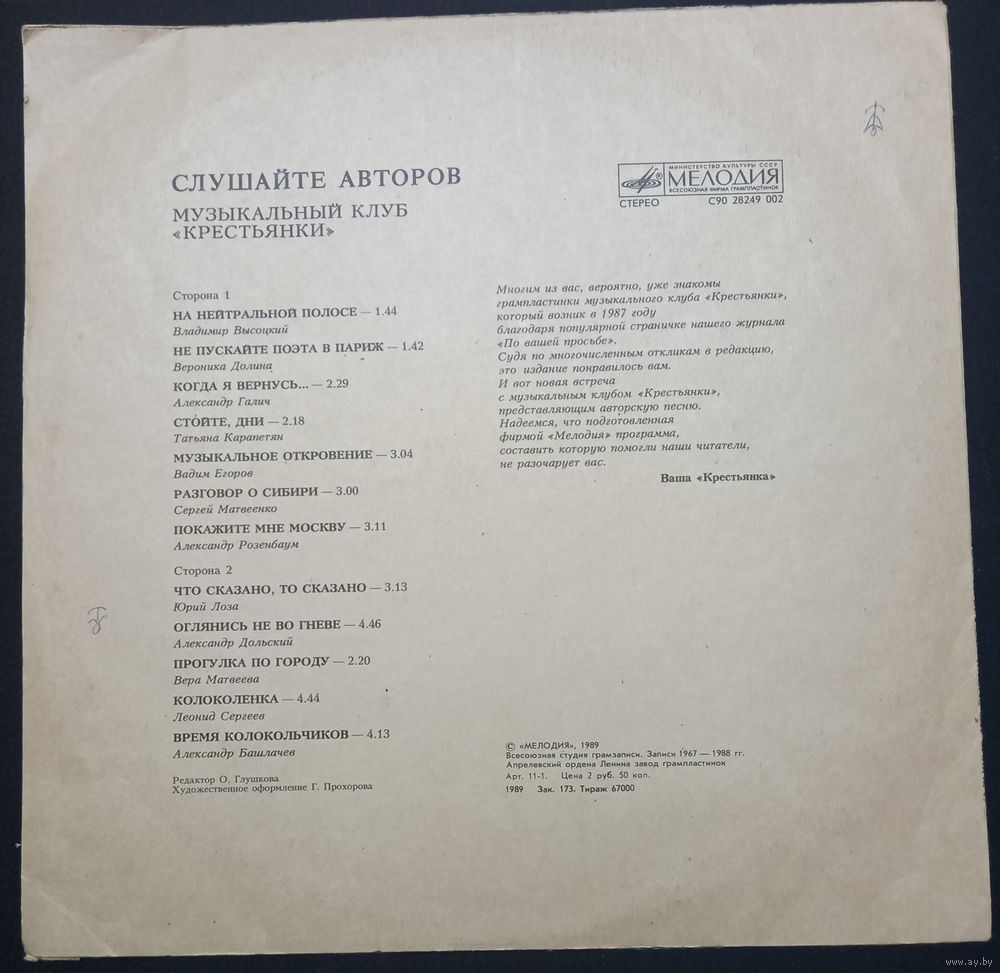 СЛУШАЙТЕ АВТОРОВ
МУЗЫКАЛЬНЫЙ КЛУБ
«КРЕСТЬЯНКИ»
МИНИСТЕРСТВО КУЛЬТУРЫ СССР
МЕЛОДИЯ
ВСЕСОЮЗНАЯ ФИРМА ГРАМПЛАСТИНОК
СТЕРЕО С90 28249 002
Сторона 1
НА НЕЙТРАЛЬНОЙ ПОЛОСЕ — 1.44
Владимир Высоцкий
НЕ ПУСКАЙТЕ ПОЭТА В ПАРИЖ — 1.42
Вероника Долина
КОГДА Я ВЕРНУСЬ... — 2.29
Александр Галич
СТОЙТЕ, ДНИ — 2.18
Татьяна Карапетян
МУЗЫКАЛЬНОЕ ОТКРОВЕНИЕ — 3.04
Вадим Егоров
РАЗГОВОР О СИБИРИ — 3.00
Сергей Матвеенко
ПОКАЖИТЕ МНЕ МОСКВУ — 3.11
Александр Розенбаум
Сторона 2
ЧТО СКАЗАНО, ТО СКАЗАНО — 3.13
Юрий Лоза
ОГЛЯНИСЬ НЕ ВО ГНЕВЕ — 4.46
Александр Дольский
ПРОГУЛКА ПО ГОРОДУ — 2.20
Вера Матвеева
КОЛОКОЛЕНКА — 4.44
Леонид Сергеев
ВРЕМЯ КОЛОКОЛЬЧИКОВ — 4.13
Александр Башлачев
Редактор О. Глушкова
Художественное оформление Г. Прохорова
Многим из вас, вероятно, уже знакомы
грампластинки музыкального клуба «Крестьянки»,
который возник в 1987 году
благодаря популярной страничке нашего журнала
«По вашей просьбе».
Судя по многочисленным откликам в редакцию,
это издание понравилось вам.
И вот новая встреча
с музыкальным клубом «Крестьянки»,
представляющим авторскую песню.
Надеемся, что подготовленная
фирмой «Мелодия» программа,
составить которую помогли наши читатели,
не разочарует вас.
Ваша «Крестьянка»
© «МЕЛОДИЯ», 1989
Всесоюзная студия грамзаписи. Записи 1967 — 1988 гг.
Апрелевский ордена Ленина завод грампластинок
Арт. 11-1. Цена 2 руб. 50 коп.
1989 Зак. 173. Тираж 67000
www.ay.by